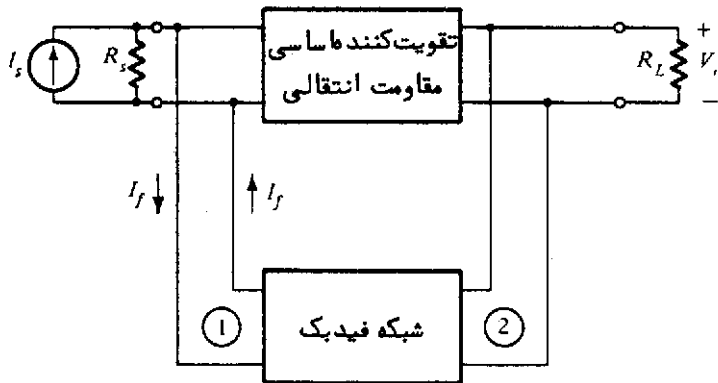 تقویت‌کننده اساسی
مقاومت انتقالی
I_s
R_s
R_L
+
V_o
−
I_f
I_f
1
شبکه فیدبک
2